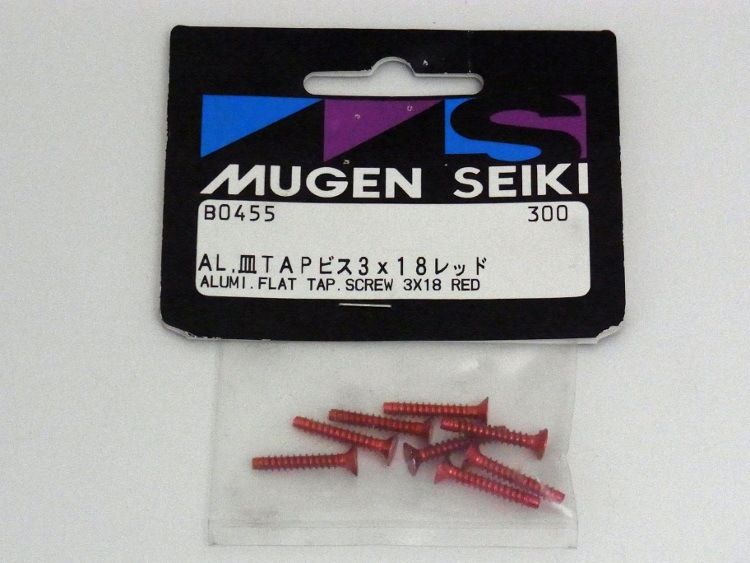 MUGEN SEIKI
B0455 300
AL.皿TAPビス3x18レッド
ALUMI.FLAT TAP.SCREW 3X18 RED